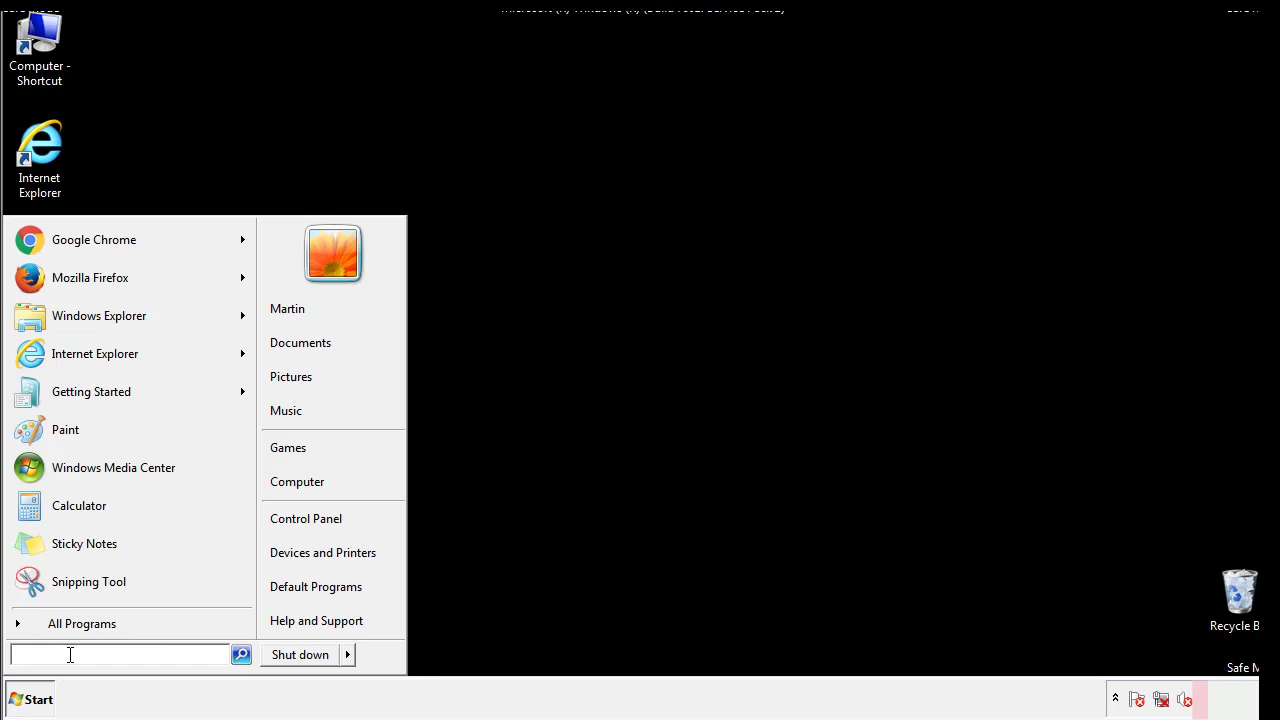 Computer -
Shortcut
Internet
Explorer
Google Chrome
Mozilla Firefox
Windows Explorer
Internet Explorer
Getting Started
Paint
Windows Media Center
Calculator
Sticky Notes
Snipping Tool
All Programs
Martin
Documents
Pictures
Music
Games
Computer
Control Panel
Devices and Printers
Default Programs
Help and Support
Shut down
Recycle B
Safe M
Start